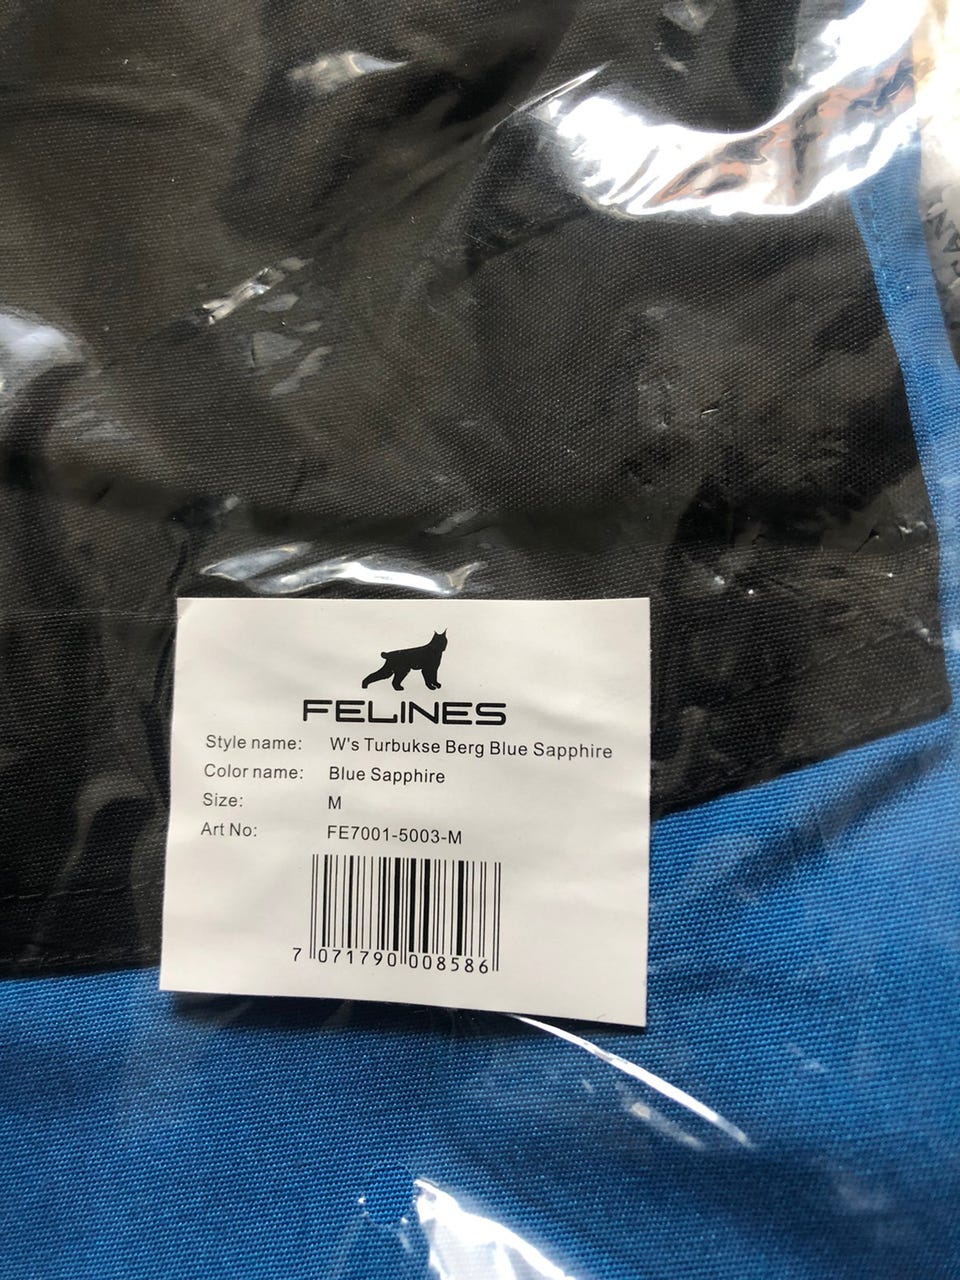 FELINES
Style name: W's Turbukse Berg Blue Sapphire
Color name: Blue Sapphire
Size: M
Art No: FE7001-5003-M
7 071790 008586